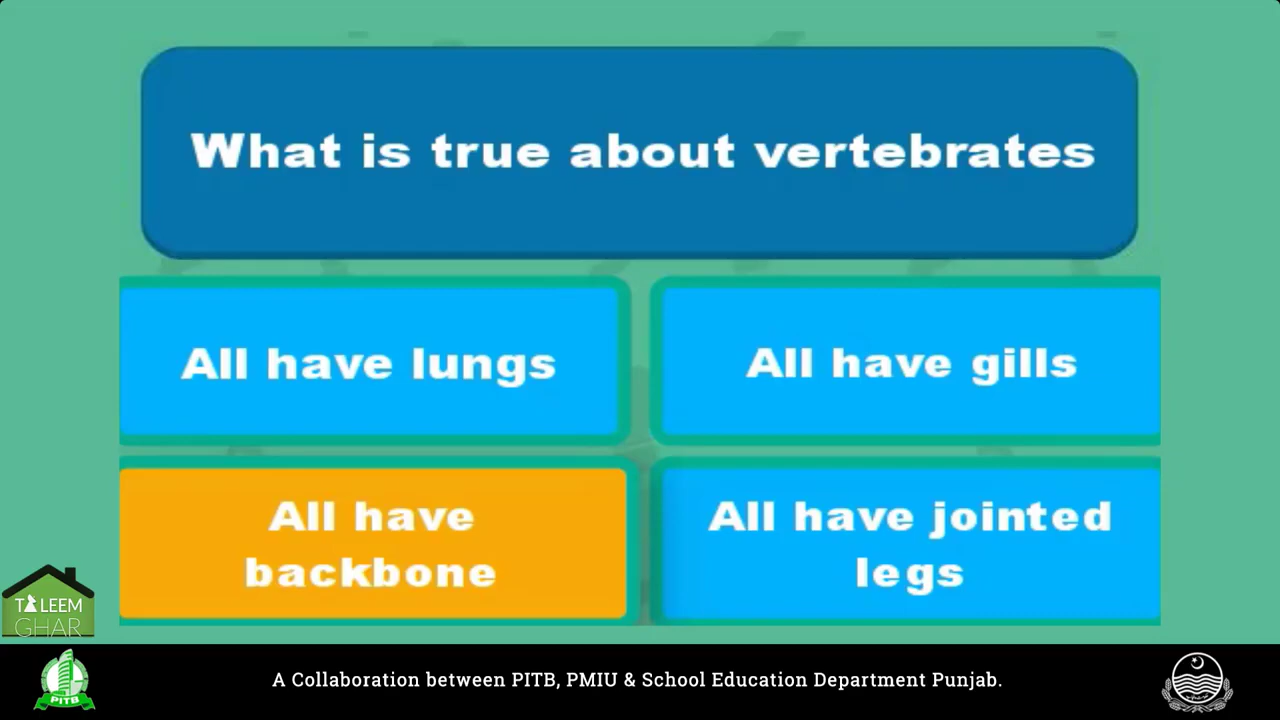 What is true about vertebrates
All have lungs
All have gills
All have
backbone
All have jointed
legs
TALEEM
GHAR
PITB
A Collaboration between PITB, PMIU & School Education Department Punjab.